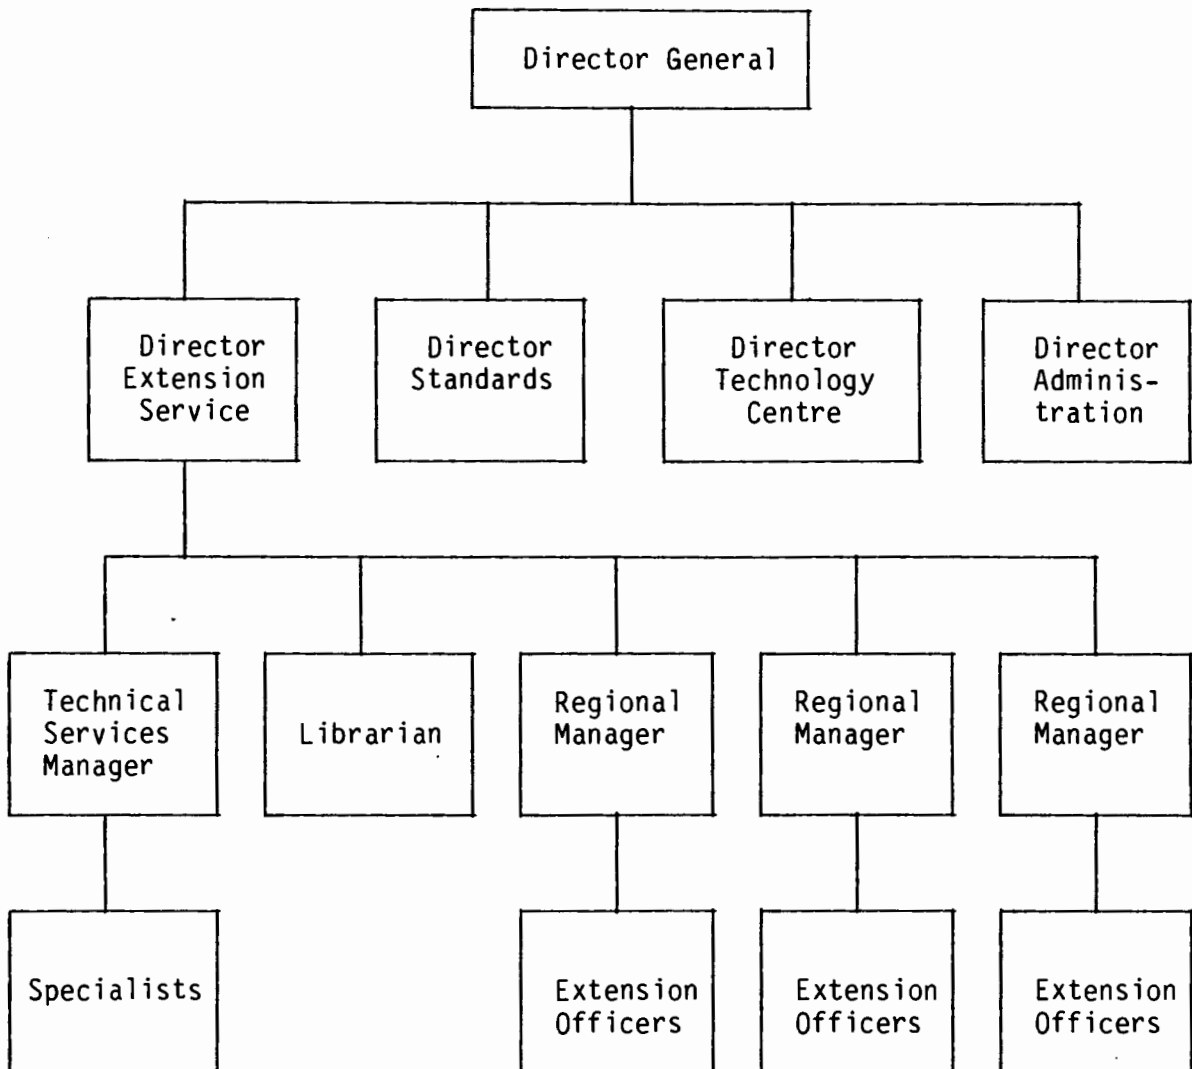 Director General
Director
Extension
Service
Director
Standards
Director
Technology
Centre
Director
Adminis-
tration
Technical
Services
Manager
Librarian
Regional
Manager
Regional
Manager
Regional
Manager
Specialists
Extension
Officers
Extension
Officers
Extension
Officers